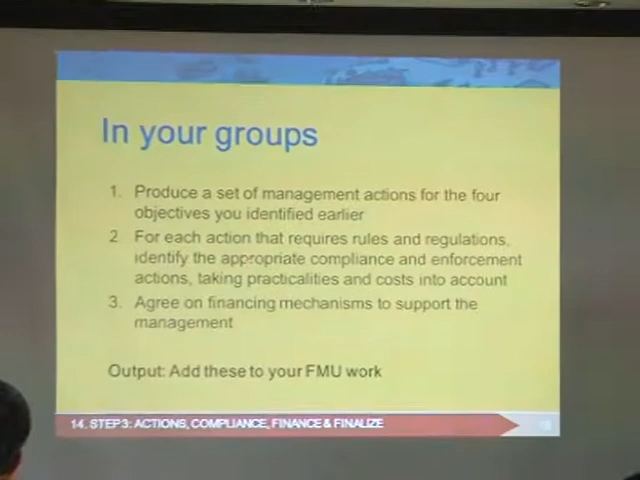 In your groups
1. Produce a set of management actions for the four
objectives you identified earlier
2. For each action that requires rules and regulations,
identify the appropriate compliance and enforcement
actions, taking practicalities and costs into account
3. Agree on financing mechanisms to support the
management
Output: Add these to your FMU work
14. STEP 3: ACTIONS, COMPLIANCE, FINANCE & FINALIZE